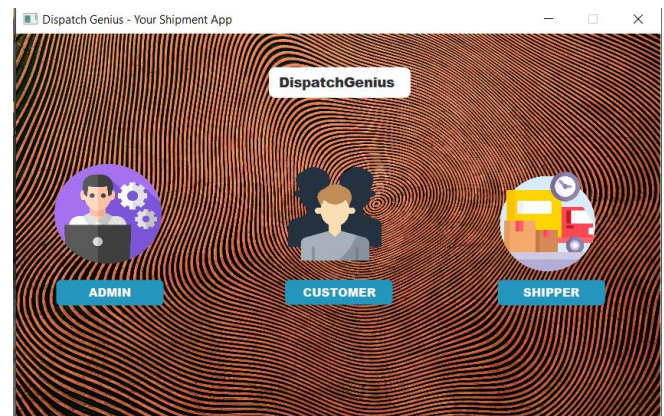 Dispatch Genius - Your Shipment App
DispatchGenius
ADMIN
CUSTOMER
SHIPPER